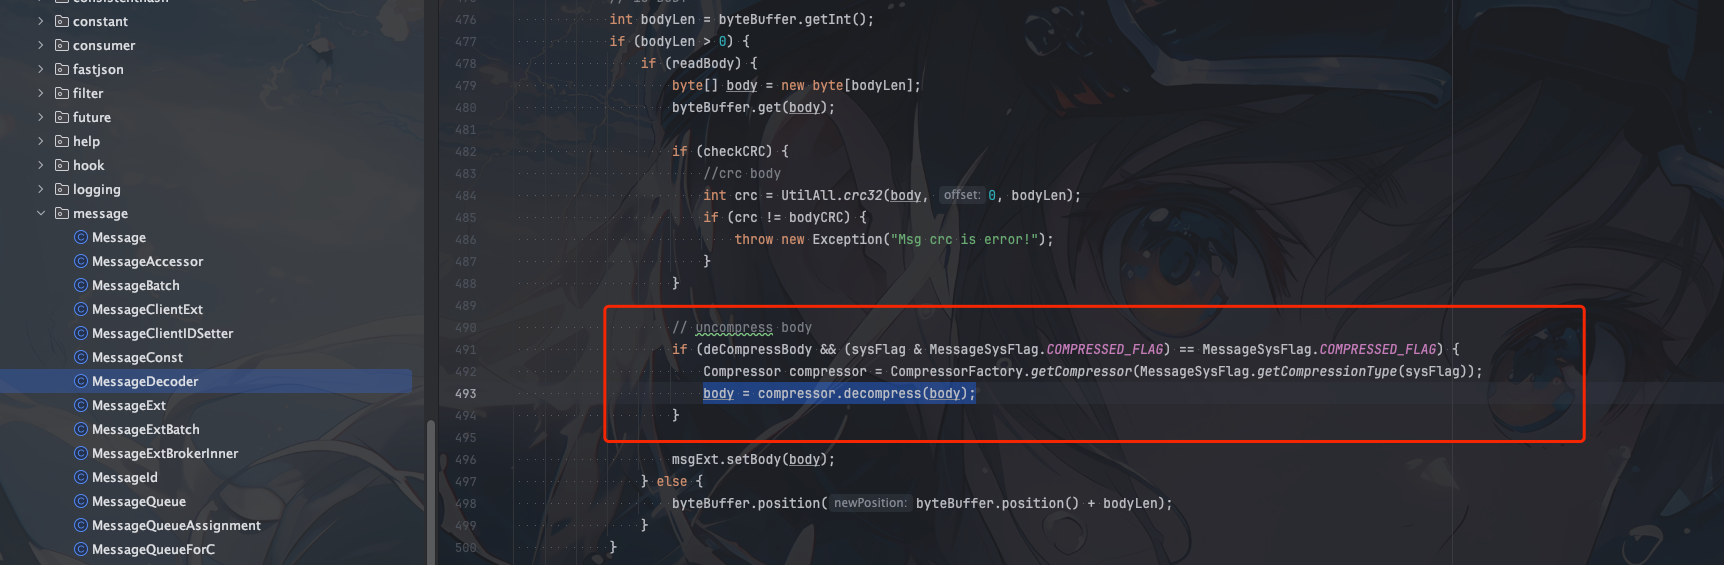 consistenthash
constant
consumer
fastjson
filter
future
help
hook
logging
message
Message
MessageAccessor
MessageBatch
MessageClientExt
MessageClientIDSetter
MessageConst
MessageDecoder
MessageExt
MessageExtBatch
MessageExtBrokerInner
MessageId
MessageQueue
MessageQueueAssignment
MessageQueueForC
476 int bodyLen = byteBuffer.getInt();
477 if (bodyLen > 0) {
478 if (readBody) {
479 byte[] body = new byte[bodyLen];
480 byteBuffer.get(body);
481
482 if (checkCRC) {
483 //crc body
484 int crc = UtilAll.crc32(body, offset: 0, bodyLen);
485 if (crc != bodyCRC) {
486 throw new Exception("Msg crc is error!");
487 }
488 }
489
490 // uncompress body
491 if (deCompressBody && (sysFlag & MessageSysFlag.COMPRESSED_FLAG) == MessageSysFlag.COMPRESSED_FLAG) {
492 Compressor compressor = CompressorFactory.getCompressor(MessageSysFlag.getCompressionType(sysFlag));
493 body = compressor.decompress(body);
494 }
495
496 msgExt.setBody(body);
497 } else {
498 byteBuffer.position( newPosition: byteBuffer.position() + bodyLen);
499 }
500 }